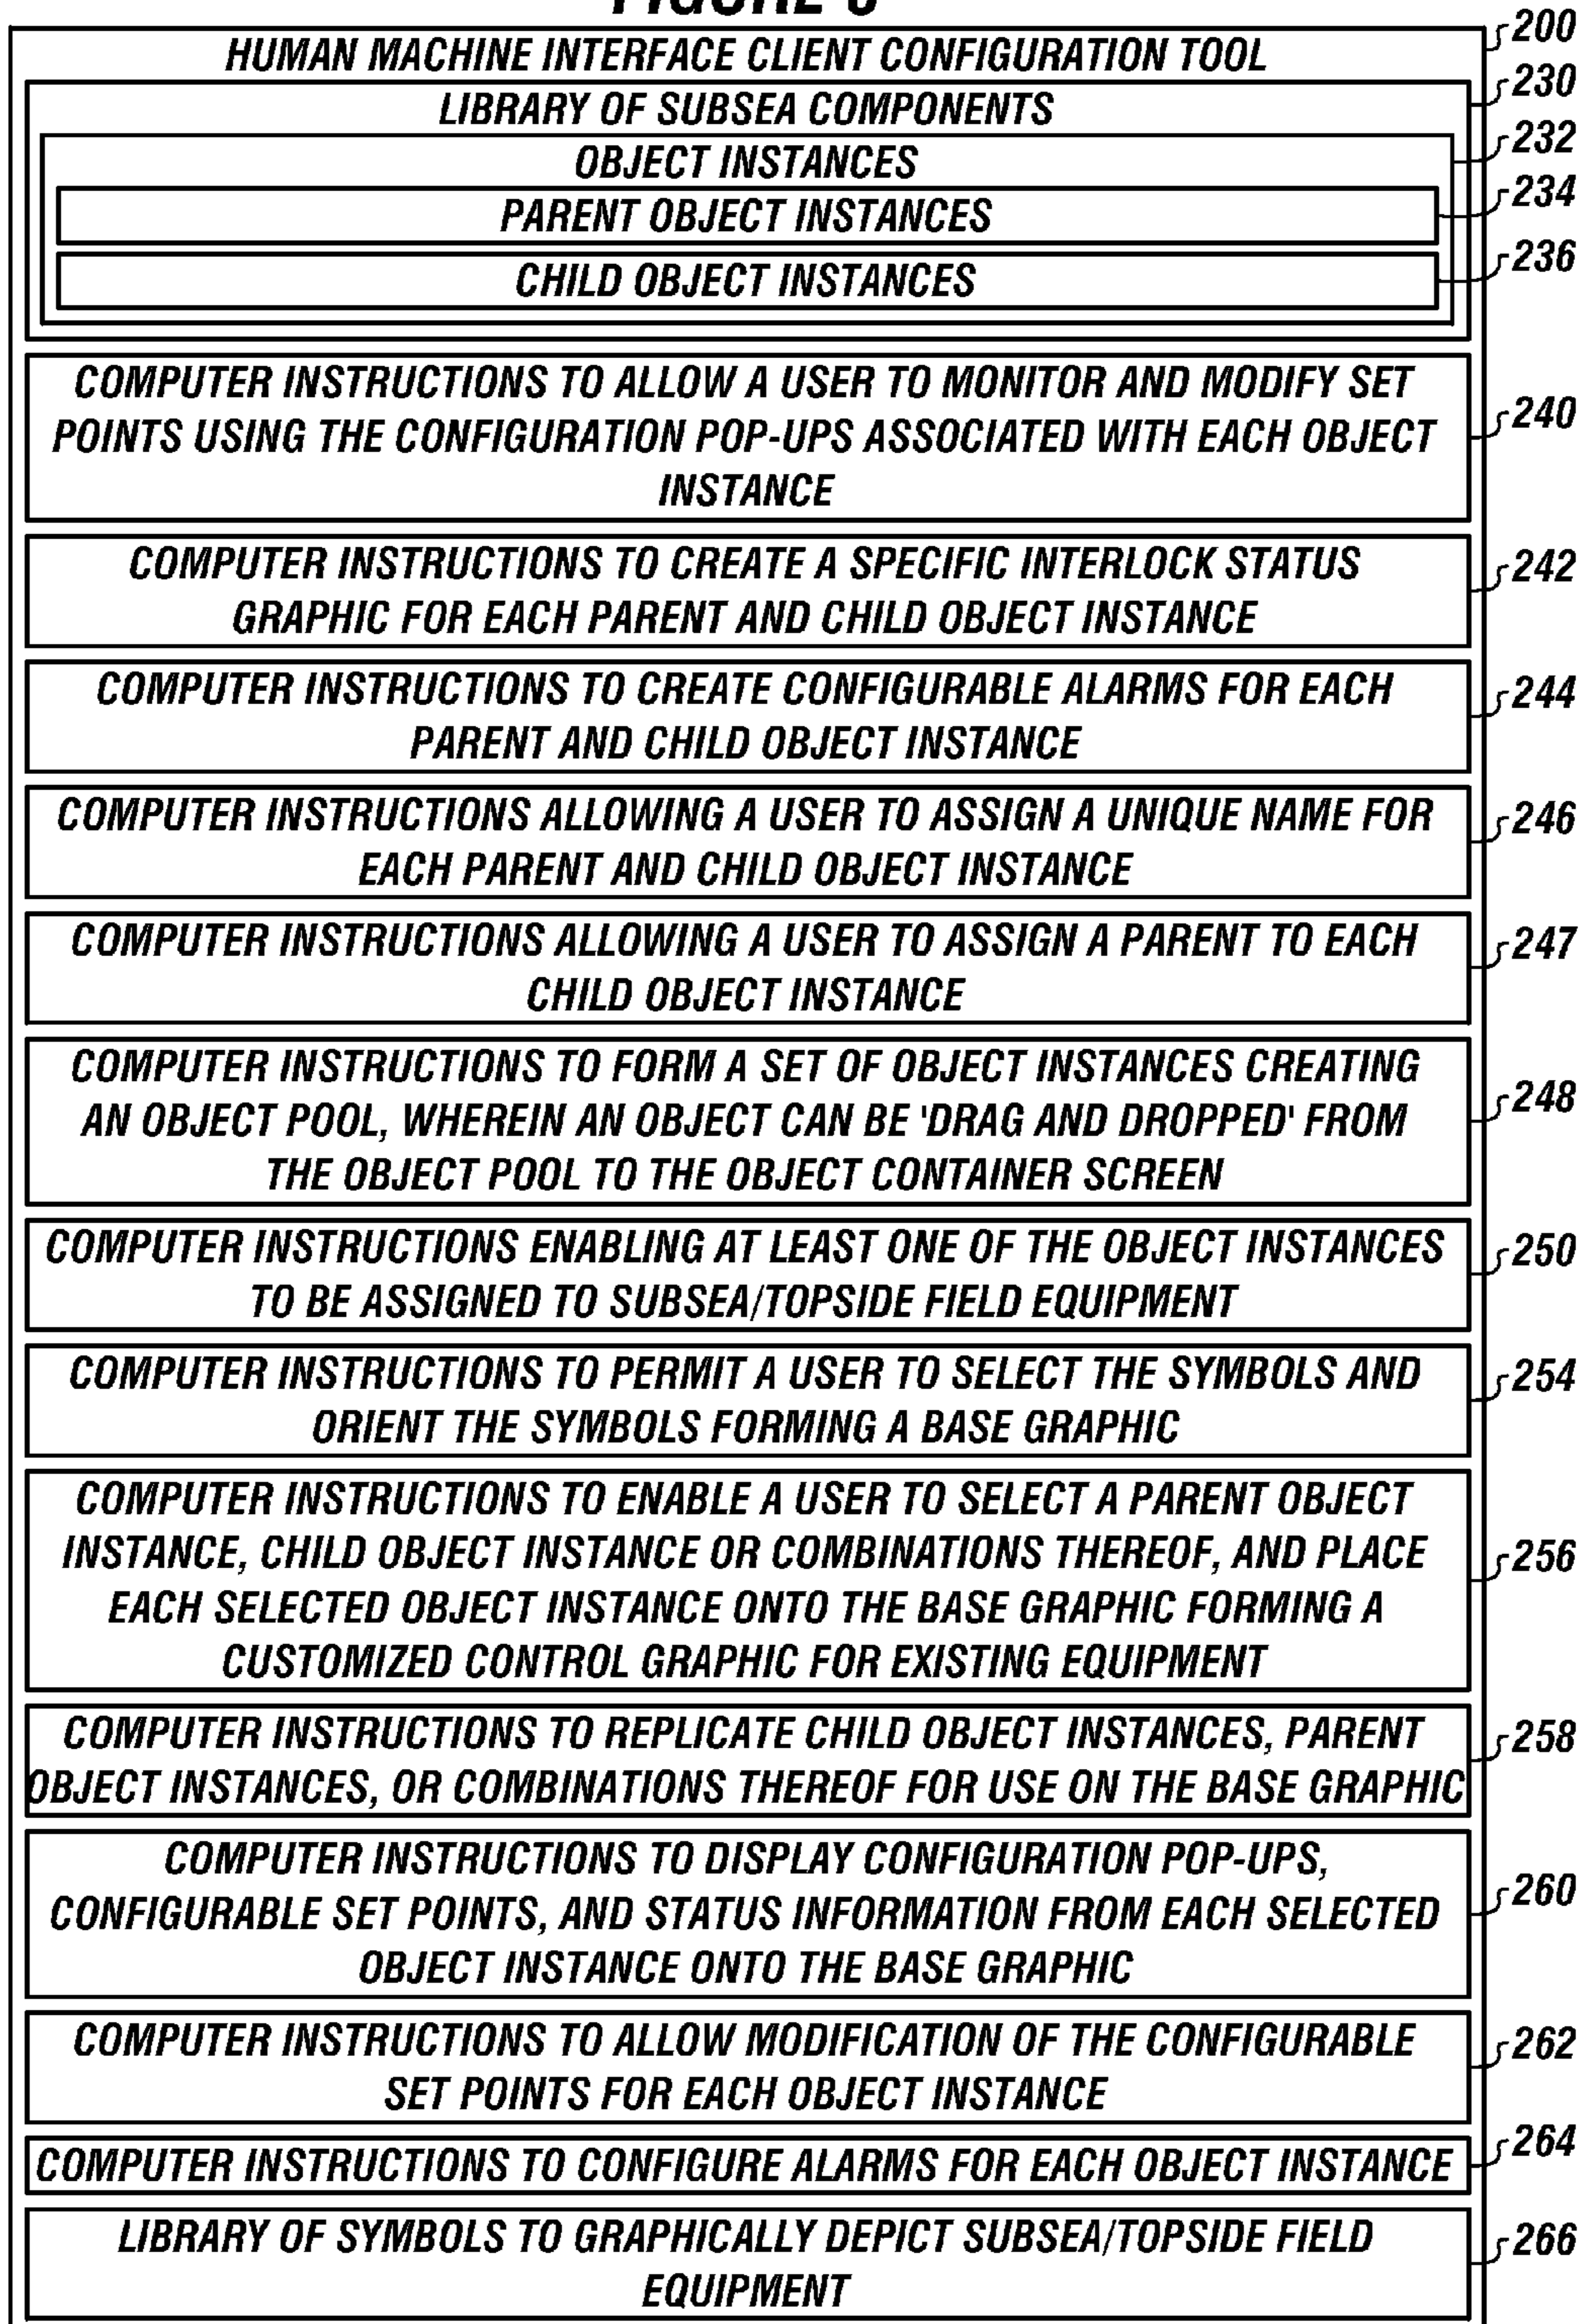 HUMAN MACHINE INTERFACE CLIENT CONFIGURATION TOOL
200
LIBRARY OF SUBSEA COMPONENTS
230
OBJECT INSTANCES
232
PARENT OBJECT INSTANCES
234
CHILD OBJECT INSTANCES
236
COMPUTER INSTRUCTIONS TO ALLOW A USER TO MONITOR AND MODIFY SET
POINTS USING THE CONFIGURATION POP-UPS ASSOCIATED WITH EACH OBJECT
INSTANCE
240
COMPUTER INSTRUCTIONS TO CREATE A SPECIFIC INTERLOCK STATUS
GRAPHIC FOR EACH PARENT AND CHILD OBJECT INSTANCE
242
COMPUTER INSTRUCTIONS TO CREATE CONFIGURABLE ALARMS FOR EACH
PARENT AND CHILD OBJECT INSTANCE
244
COMPUTER INSTRUCTIONS ALLOWING A USER TO ASSIGN A UNIQUE NAME FOR
EACH PARENT AND CHILD OBJECT INSTANCE
246
COMPUTER INSTRUCTIONS ALLOWING A USER TO ASSIGN A PARENT TO EACH
CHILD OBJECT INSTANCE
247
COMPUTER INSTRUCTIONS TO FORM A SET OF OBJECT INSTANCES CREATING
AN OBJECT POOL, WHEREIN AN OBJECT CAN BE 'DRAG AND DROPPED' FROM
THE OBJECT POOL TO THE OBJECT CONTAINER SCREEN
248
COMPUTER INSTRUCTIONS ENABLING AT LEAST ONE OF THE OBJECT INSTANCES
TO BE ASSIGNED TO SUBSEA/TOPSIDE FIELD EQUIPMENT
250
COMPUTER INSTRUCTIONS TO PERMIT A USER TO SELECT THE SYMBOLS AND
ORIENT THE SYMBOLS FORMING A BASE GRAPHIC
254
COMPUTER INSTRUCTIONS TO ENABLE A USER TO SELECT A PARENT OBJECT
INSTANCE, CHILD OBJECT INSTANCE OR COMBINATIONS THEREOF, AND PLACE
EACH SELECTED OBJECT INSTANCE ONTO THE BASE GRAPHIC FORMING A
CUSTOMIZED CONTROL GRAPHIC FOR EXISTING EQUIPMENT
256
COMPUTER INSTRUCTIONS TO REPLICATE CHILD OBJECT INSTANCES, PARENT
OBJECT INSTANCES, OR COMBINATIONS THEREOF FOR USE ON THE BASE GRAPHIC
258
COMPUTER INSTRUCTIONS TO DISPLAY CONFIGURATION POP-UPS,
CONFIGURABLE SET POINTS, AND STATUS INFORMATION FROM EACH SELECTED
OBJECT INSTANCE ONTO THE BASE GRAPHIC
260
COMPUTER INSTRUCTIONS TO ALLOW MODIFICATION OF THE CONFIGURABLE
SET POINTS FOR EACH OBJECT INSTANCE
262
COMPUTER INSTRUCTIONS TO CONFIGURE ALARMS FOR EACH OBJECT INSTANCE
264
LIBRARY OF SYMBOLS TO GRAPHICALLY DEPICT SUBSEA/TOPSIDE FIELD
EQUIPMENT
266